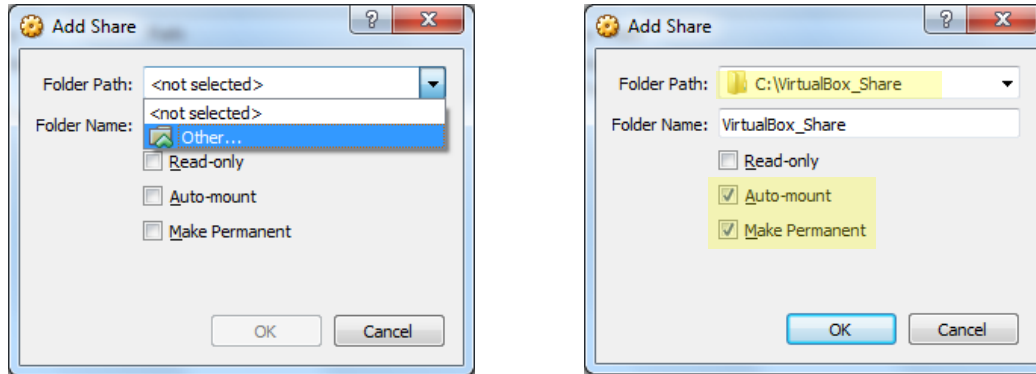 Add Share
Folder Path: <not selected>
<not selected>
Folder Name: Other...
Read-only
Auto-mount
Make Permanent
OK Cancel
Add Share
Folder Path: C:\VirtualBox_Share
Folder Name: VirtualBox_Share
Read-only
Auto-mount
Make Permanent
OK Cancel